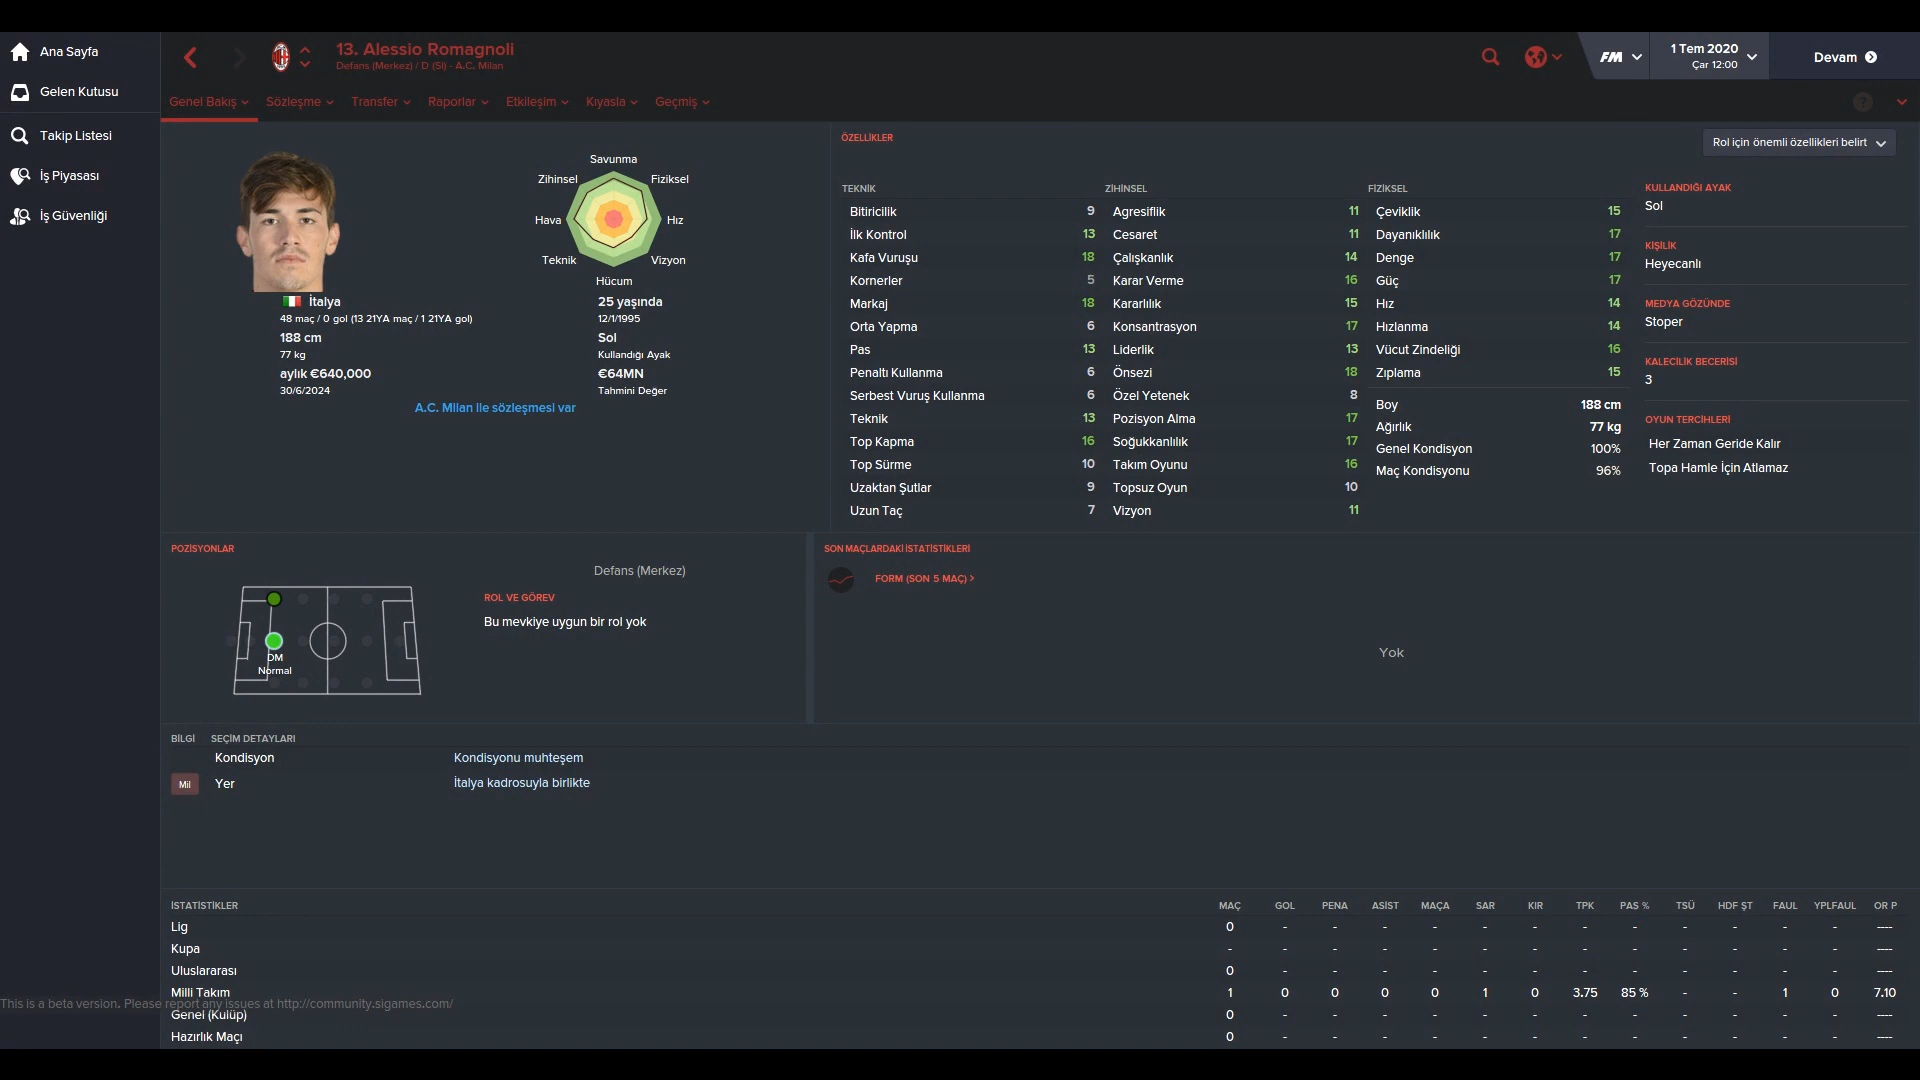 Ana Sayfa
Gelen Kutusu
Takip Listesi
İş Piyasası
İş Güvenliği
13. Alessio Romagnoli
Defans (Merkez) / D (Sl) - A.C. Milan
FM
1 Tem 2020
Çar 12:00
Devam
Genel Bakış
Sözleşme
Transfer
Raporlar
Etkileşim
Kıyasla
Geçmiş
?
Savunma
Zihinsel
Fiziksel
Hava
Hız
Teknik
Vizyon
Hücum
İtalya
48 maç / 0 gol (13 21YA maç / 1 21YA gol)
188 cm
77 kg
aylık €640,000
30/6/2024
25 yaşında
12/1/1995
Sol
Kullandığı Ayak
€64MN
Tahmini Değer
A.C. Milan ile sözleşmesi var
ÖZELLİKLER
Rol için önemli özellikleri belirt
TEKNİK
Bitiricilik 9
İlk Kontrol 13
Kafa Vuruşu 18
Kornerler 5
Markaj 18
Orta Yapma 6
Pas 13
Penaltı Kullanma 6
Serbest Vuruş Kullanma 6
Teknik 13
Top Kapma 16
Top Sürme 10
Uzaktan Şutlar 9
Uzun Taç 7
ZİHİNSEL
Agresiflik 11
Cesaret 11
Çalışkanlık 14
Karar Verme 16
Kararlılık 15
Konsantrasyon 17
Liderlik 13
Önsezi 18
Özel Yetenek 8
Pozisyon Alma 17
Soğukkanlılık 17
Takım Oyunu 16
Topsuz Oyun 10
Vizyon 11
FİZİKSEL
Çeviklik 15
Dayanıklılık 17
Denge 17
Güç 17
Hız 14
Hızlanma 14
Vücut Zindeliği 16
Zıplama 15
Boy 188 cm
Ağırlık 77 kg
Genel Kondisyon 100%
Maç Kondisyonu 96%
KULLANDIĞI AYAK
Sol
KİŞİLİK
Heyecanlı
MEDYA GÖZÜNDE
Stoper
KALECİLİK BECERİSİ
3
OYUN TERCİHLERİ
Her Zaman Geride Kalır
Topa Hamle İçin Atlamaz
POZİSYONLAR
DM
Normal
Defans (Merkez)
ROL VE GÖREV
Bu mevkiye uygun bir rol yok
SON MAÇLARDAKİ İSTATİSTİKLERİ
FORM (SON 5 MAÇ) >
Yok
BİLGİ SEÇİM DETAYLARI
Kondisyon Kondisyonu muhteşem
Mil Yer İtalya kadrosuyla birlikte
İSTATİSTİKLER MAÇ GOL PENA ASİST MAÇA SAR KIR TPK PAS % TSÜ HDF ŞT FAUL YPLFAUL OR P
Lig 0 - - - - - - - - - - - - ----
Kupa - - - - - - - - - - - - - ----
Uluslararası 0 - - - - - - - - - - - - ----
Milli Takım 1 0 0 0 0 1 0 3.75 85 % - - 1 0 7.10
This is a beta version. Please report any issues at http://community.sigames.com/
Genel (Kulüp) 0 - - - - - - - - - - - - ----
Hazırlık Maçı 0 - - - - - - - - - - - - ----